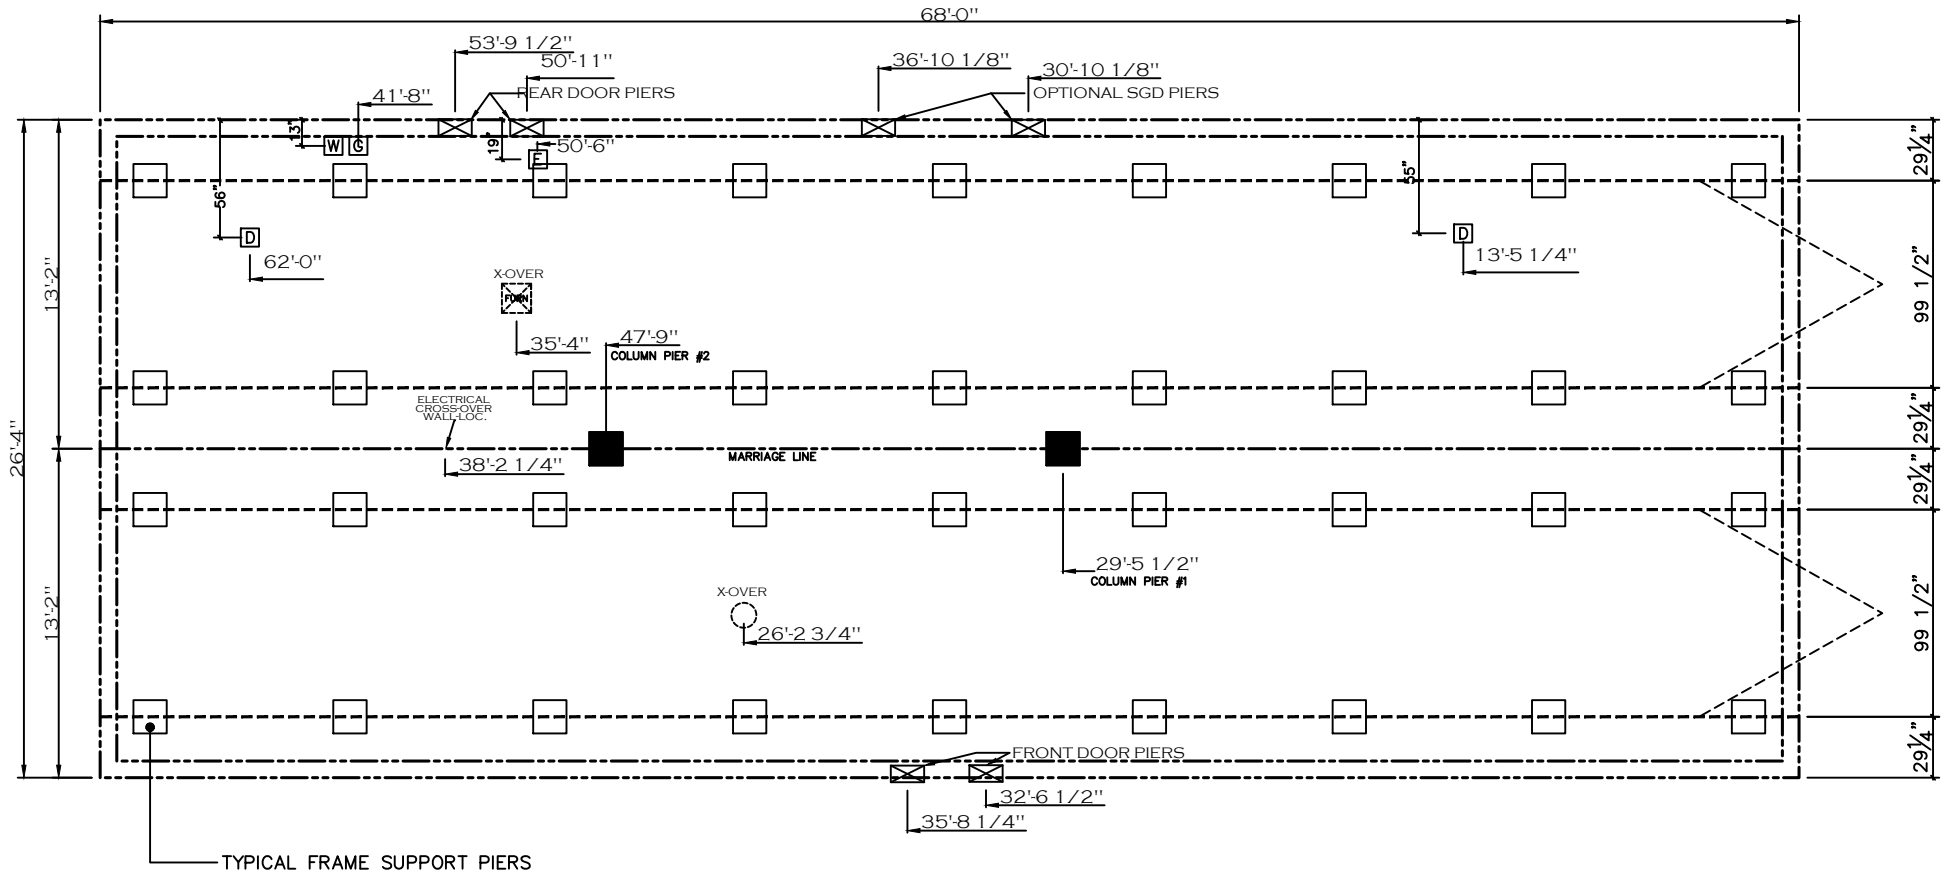 68'-0"
53'-9 1/2"
50'-11"
36'-10 1/8"
30'-10 1/8"
41'-8"
REAR DOOR PIERS
OPTIONAL SGD PIERS
13"
W
G
19"
E
50'-6"
56"
55"
29 1/4"
D
62'-0"
D
13'-5 1/4"
13'-2"
X-OVER
FURN
99 1/2"
35'-4"
47'-9"
COLUMN PIER #2
ELECTRICAL
CROSS-OVER
WALL-LOC.
29 1/4"
26'-4"
38'-2 1/4"
MARRIAGE LINE
29 1/4"
29'-5 1/2"
COLUMN PIER #1
13'-2"
X-OVER
26'-2 3/4"
99 1/2"
FRONT DOOR PIERS
29 1/4"
32'-6 1/2"
35'-8 1/4"
TYPICAL FRAME SUPPORT PIERS